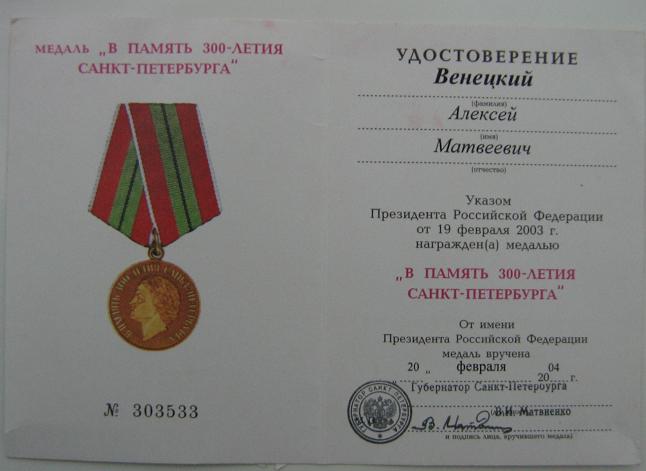 МЕДАЛЬ „В ПАМЯТЬ 300-ЛЕТИЯ
САНКТ-ПЕТЕРБУРГА“
№ 303533
УДОСТОВЕРЕНИЕ
Венецкий
(фамилия)
Алексей
(имя)
Матвеевич
(отчество)
Указом
Президента Российской Федерации
от 19 февраля 2003 г.
награжден(а) медалью
„В ПАМЯТЬ 300-ЛЕТИЯ
САНКТ-ПЕТЕРБУРГА“
От имени
Президента Российской Федерации
медаль вручена
20 „ февраля 04
20 г.
Губернатор Санкт-Петербурга
В.И. Матвиенко
и подпись лица, вручившего медаль)